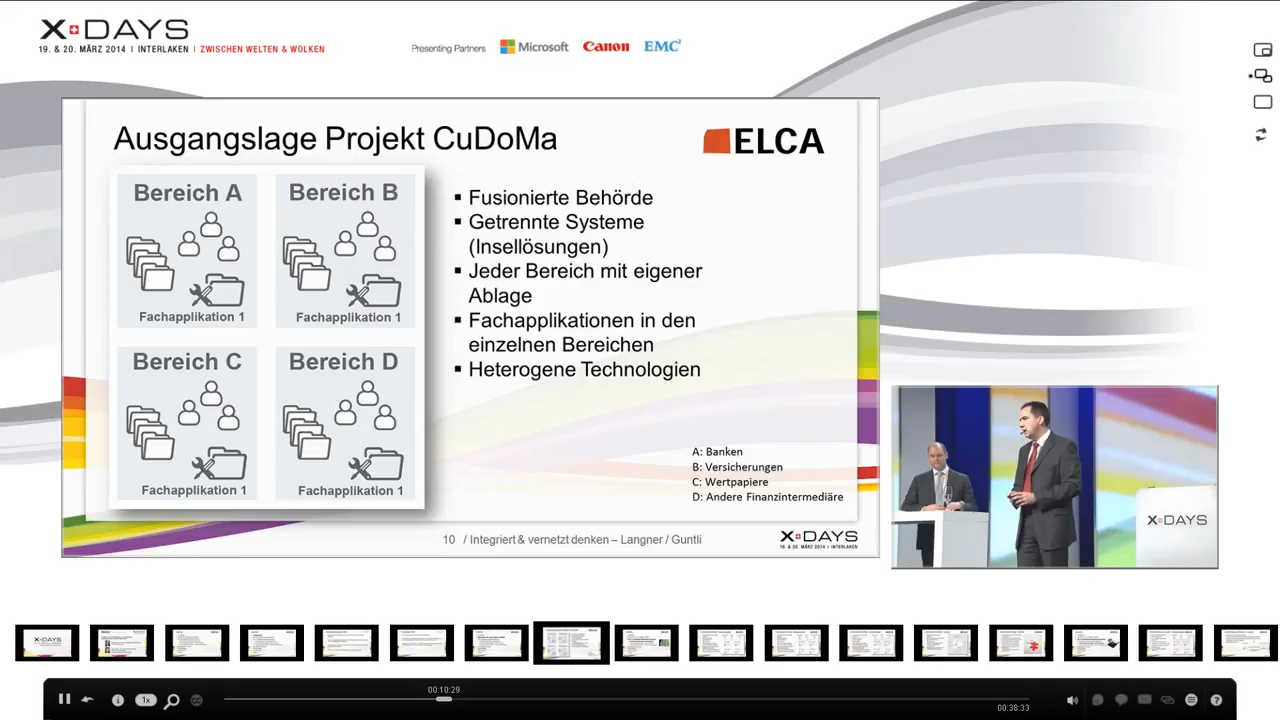 X+DAYS
19. & 20. MÄRZ 2014 | INTERLAKEN | ZWISCHEN WELTEN & WOLKEN
Presenting Partners Microsoft Canon EMC²
Ausgangslage Projekt CuDoMa
ELCA
Bereich A
Fachapplikation 1
Bereich B
Fachapplikation 1
Bereich C
Fachapplikation 1
Bereich D
Fachapplikation 1
▪ Fusionierte Behörde
▪ Getrennte Systeme
(Insellösungen)
▪ Jeder Bereich mit eigener
Ablage
▪ Fachapplikationen in den
einzelnen Bereichen
▪ Heterogene Technologien
A: Banken
B: Versicherungen
C: Wertpapiere
D: Andere Finanzintermediäre
10 / Integriert & vernetzt denken – Langner / Guntli
X+DAYS
19. & 20. MÄRZ 2014 | INTERLAKEN
X+DAYS
X+DAYS
1x
00:10:29
00:38:33